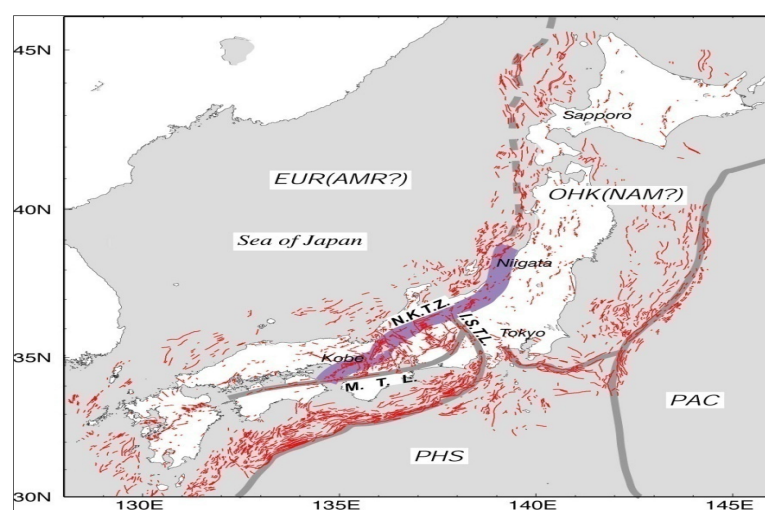 45N
Sapporo
EUR(AMR?)
OHK(NAM?)
40N
Sea of Japan
Niigata
N.K.T.Z.
I.S.T.L.
Tokyo
35N
Kobe
M. T. L.
PAC
PHS
30N
130E
135E
140E
145E